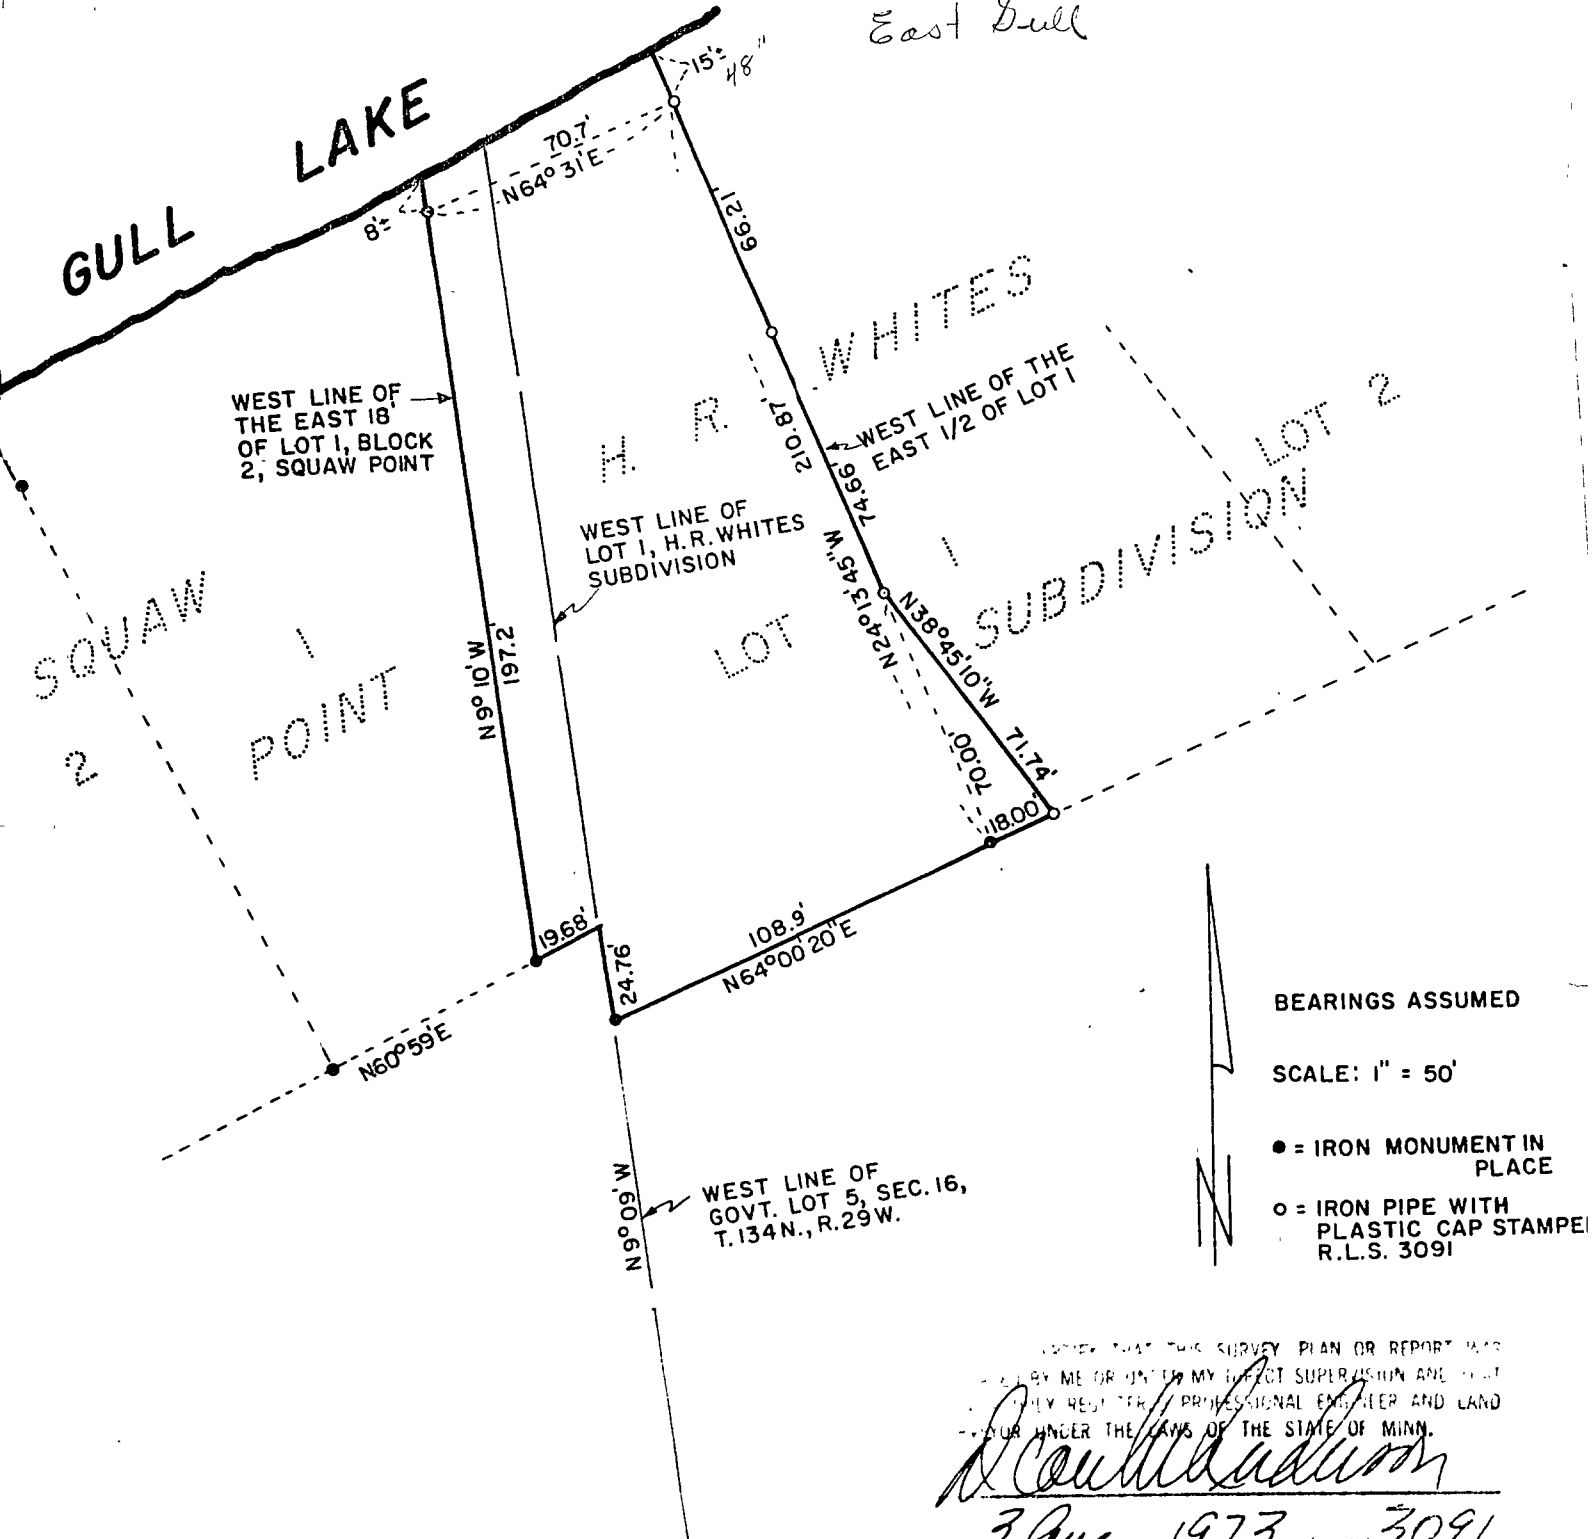 East Gull
15'±
48"
GULL LAKE
70.7'
N64°31'E
8'±
66.21'
H. R. WHITES
WEST LINE OF
THE EAST 18'
OF LOT 1, BLOCK
2, SQUAW POINT
WEST LINE OF THE
EAST 1/2 OF LOT 1
LOT 2
210.87'
74.66'
WEST LINE OF
LOT 1, H.R. WHITES
SUBDIVISION
N24°13'45"W
SUBDIVISION
LOT 1
N38°45'10"W
71.74'
SQUAW
POINT
1
2
N9°10'W
197.2'
70.00'
18.00'
19.68'
24.76'
108.9'
N64°00'20"E
N60°59'E
BEARINGS ASSUMED
SCALE: 1" = 50'
● = IRON MONUMENT IN
PLACE
○ = IRON PIPE WITH
PLASTIC CAP STAMPED
R.L.S. 3091
N
N9°09'W
WEST LINE OF
GOVT. LOT 5, SEC. 16,
T.134N., R.29W.
THAT THIS SURVEY PLAN OR REPORT WAS
BY ME OR UNDER MY DIRECT SUPERVISION AND
PROFESSIONAL ENGINEER AND LAND
UNDER THE LAWS OF THE STATE OF MINN.
3 Aug 1973 3091